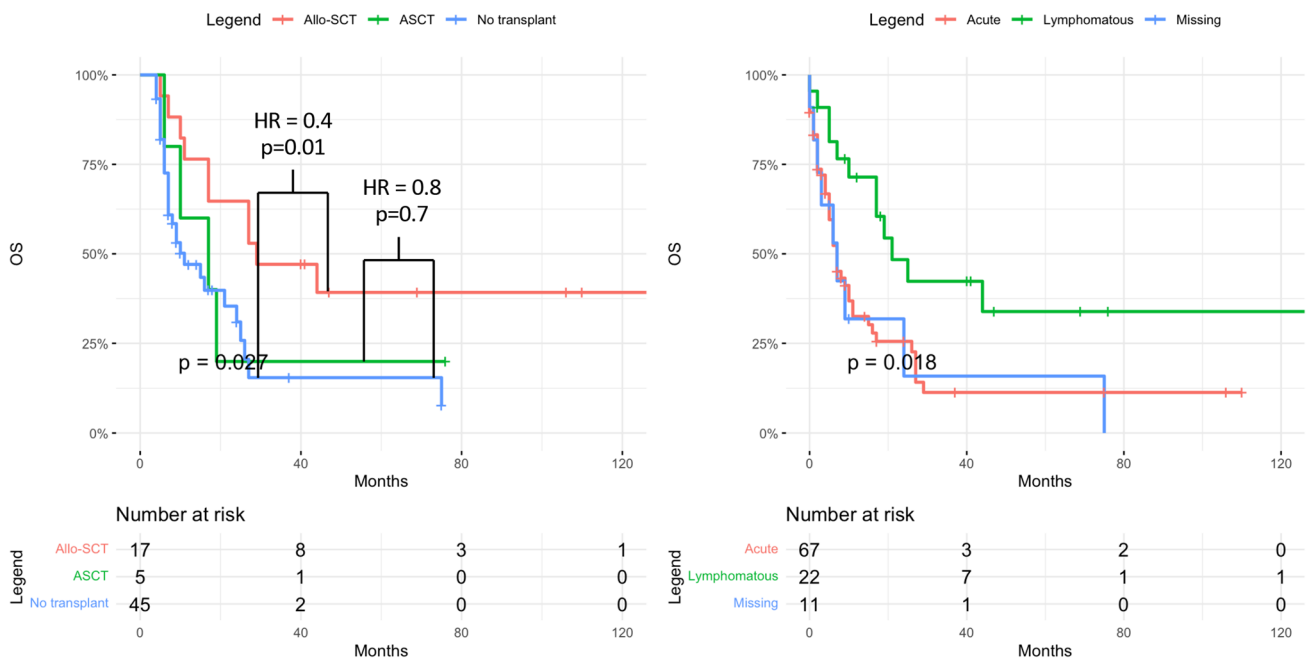 Legend Allo-SCT ASCT No transplant
100%
75%
50%
25%
0%
OS
HR = 0.4
p=0.01
HR = 0.8
p=0.7
p = 0.027
0 40 80 120
Months
Number at risk
Legend
Allo-SCT 17 8 3 1
ASCT 5 1 0 0
No transplant 45 2 0 0
0 40 80 120
Months
Legend Acute Lymphomatous Missing
100%
75%
50%
25%
0%
OS
p = 0.018
0 40 80 120
Months
Number at risk
Legend
Acute 67 3 2 0
Lymphomatous 22 7 1 1
Missing 11 1 0 0
0 40 80 120
Months